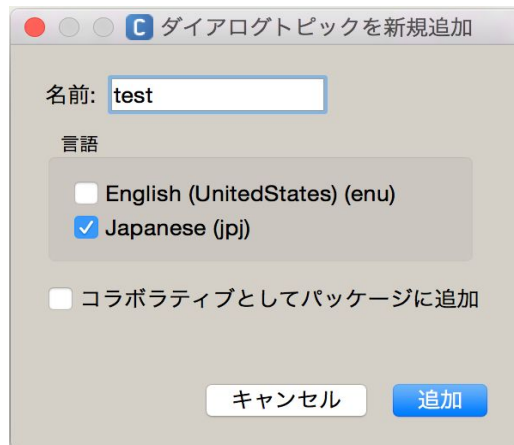 ダイアログトピックを新規追加
名前: test
言語
English (UnitedStates) (enu)
Japanese (jpj)
コラボラティブとしてパッケージに追加
キャンセル 追加